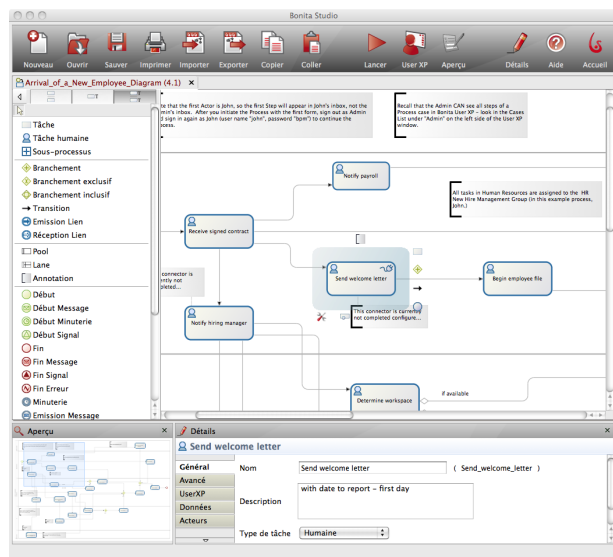 Bonita Studio
Nouveau Ouvrir Sauver Imprimer Importer Exporter Copier Coller Lancer User XP Aperçu Détails Aide Accueil
Arrival_of_a_New_Employee_Diagram (4.1)
Tâche
Tâche humaine
Sous-processus
Branchement
Branchement exclusif
Branchement inclusif
Transition
Emission Lien
Réception Lien
Pool
Lane
Annotation
Début
Début Message
Début Minuterie
Début Signal
Fin
Fin Message
Fin Signal
Fin Erreur
Minuterie
Emission Message
te that the first Actor is John, so the first Step will appear in John's inbox, not the
min's inbox. After you initiate the Process with the first form, sign out as Admin
d sign in again as John (user name "john", password "bpm") to continue the
ocess.
Recall that the Admin CAN see all steps of a
Process case in Bonita User XP - look in the Cases
List under "Admin" on the left side of the User XP
window.
Notify payroll
All tasks in Human Resources are assigned to the HR
New Hire Management Group (in this example process,
John.)
Receive signed contract
connector is
ntly not
pleted...
Send welcome letter
Begin employee file
This connector is currently
not completed configure...
Notify hiring manager
Determine workspace
if available
Aperçu
Détails
Send welcome letter
Général
Avancé
UserXP
Données
Acteurs
Nom
Send welcome letter
( Send_welcome_letter )
Description
with date to report - first day
Type de tâche
Humaine